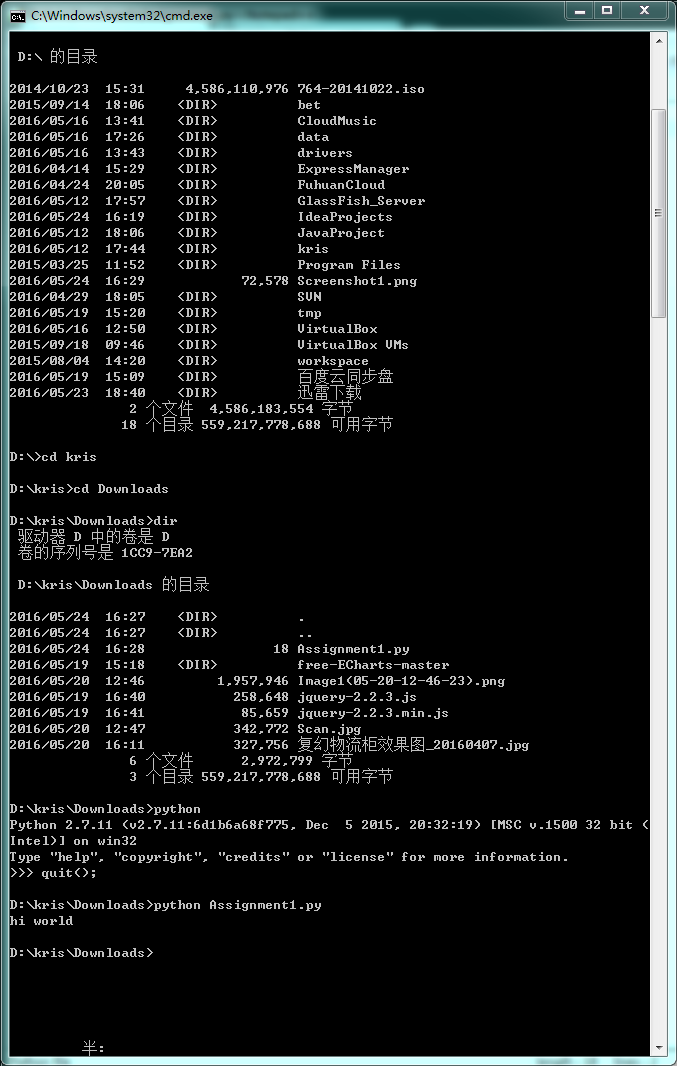 C:\Windows\system32\cmd.exe
D:\ 的目录
2014/10/23  15:31     4,586,110,976 764-20141022.iso
2015/09/14  18:06    <DIR>          bet
2016/05/16  13:41    <DIR>          CloudMusic
2016/05/16  17:26    <DIR>          data
2016/05/16  13:43    <DIR>          drivers
2016/04/14  15:29    <DIR>          ExpressManager
2016/04/24  20:05    <DIR>          FuhuanCloud
2016/05/12  17:57    <DIR>          GlassFish_Server
2016/05/24  16:19    <DIR>          IdeaProjects
2016/05/12  18:06    <DIR>          JavaProject
2016/05/12  17:44    <DIR>          kris
2015/03/25  11:52    <DIR>          Program Files
2016/05/24  16:29            72,578 Screenshot1.png
2016/04/29  18:05    <DIR>          SVN
2016/05/19  15:20    <DIR>          tmp
2016/05/16  12:50    <DIR>          VirtualBox
2015/09/18  09:46    <DIR>          VirtualBox VMs
2015/08/04  14:20    <DIR>          workspace
2016/05/19  15:09    <DIR>          百度云同步盘
2016/05/23  18:40    <DIR>          迅雷下载
2 个文件  4,586,183,554 字节
18 个目录 559,217,778,688 可用字节
D:\>cd kris
D:\kris>cd Downloads
D:\kris\Downloads>dir
驱动器 D 中的卷是 D
卷的序列号是 1CC9-7EA2
D:\kris\Downloads 的目录
2016/05/24  16:27    <DIR>          .
2016/05/24  16:27    <DIR>          ..
2016/05/24  16:28                18 Assignment1.py
2016/05/19  15:18    <DIR>          free-ECharts-master
2016/05/20  12:46         1,957,946 Image1(05-20-12-46-23).png
2016/05/19  16:40           258,648 jquery-2.2.3.js
2016/05/19  16:41            85,659 jquery-2.2.3.min.js
2016/05/20  12:47           342,772 Scan.jpg
2016/05/20  16:11           327,756 复幻物流柜效果图_20160407.jpg
6 个文件      2,972,799 字节
3 个目录 559,217,778,688 可用字节
D:\kris\Downloads>python
Python 2.7.11 (v2.7.11:6d1b6a68f775, Dec  5 2015, 20:32:19) [MSC v.1500 32 bit (
Intel)] on win32
Type "help", "copyright", "credits" or "license" for more information.
>>> quit();
D:\kris\Downloads>python Assignment1.py
hi world
D:\kris\Downloads>
半: